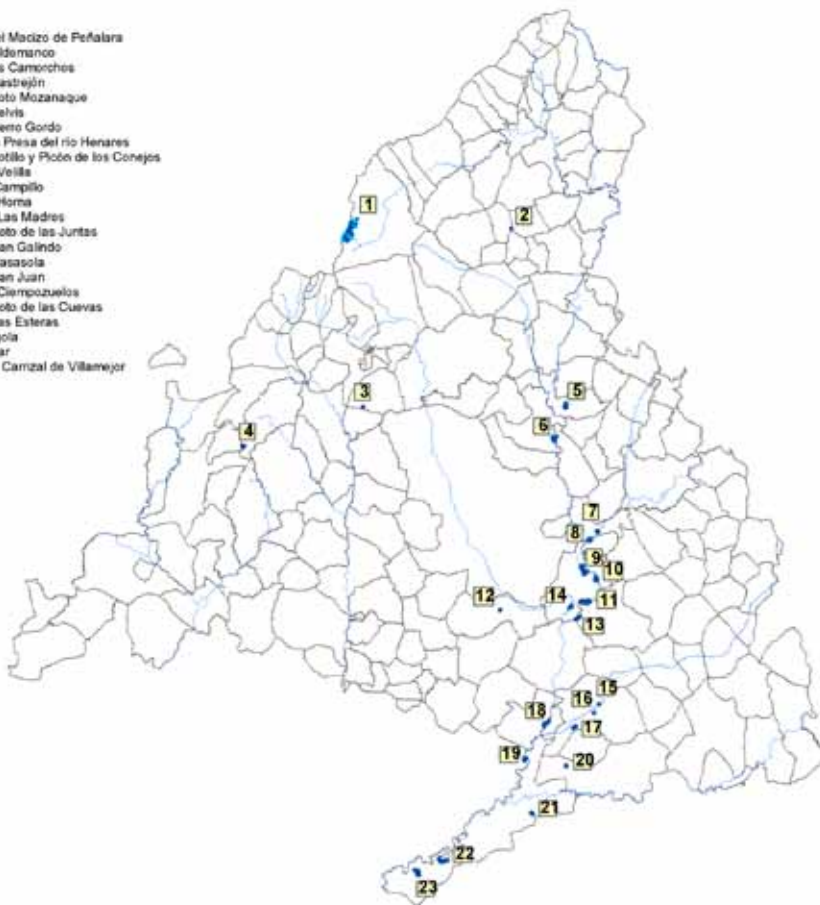 el Macizo de Peñalara
ldemanco
s Camorchos
astrejón
oto Mozanaque
elvis
erro Gordo
Presa del río Henares
otillo y Picón de los Conejos
Velilla
Campillo
Horna
Las Madres
oto de las Juntas
an Galindo
asasola
an Juan
Ciempozuelos
oto de las Cuevas
as Esteras
gola
ar
Carrizal de Villamejor
1
2
3
4
5
6
7
8
9
10
11
12
14
13
15
16
17
18
19
20
21
22
23